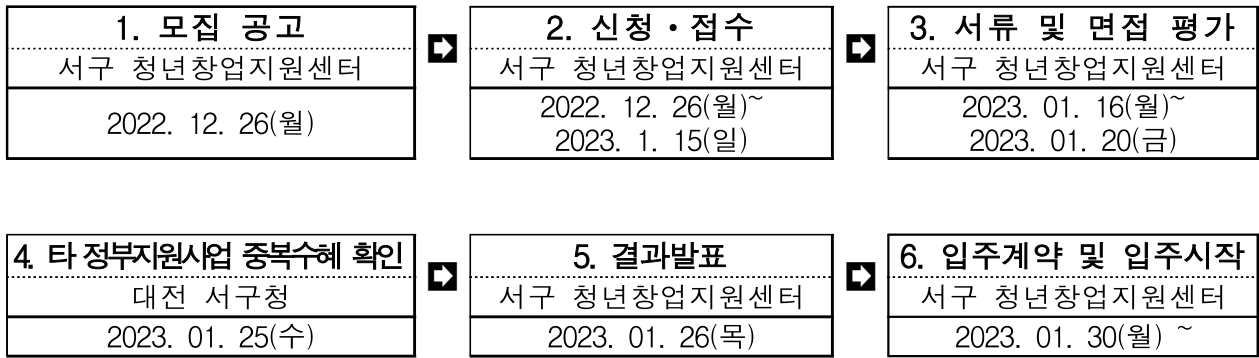 1. 모집 공고
서구 청년창업지원센터
2022. 12. 26(월)
2. 신청・접수
서구 청년창업지원센터
2022. 12. 26(월)~
2023. 1. 15(일)
3. 서류 및 면접 평가
서구 청년창업지원센터
2023. 01. 16(월)~
2023. 01. 20(금)
4. 타 정부지원사업 중복수혜 확인
대전 서구청
2023. 01. 25(수)
5. 결과발표
서구 청년창업지원센터
2023. 01. 26(목)
6. 입주계약 및 입주시작
서구 청년창업지원센터
2023. 01. 30(월) ~